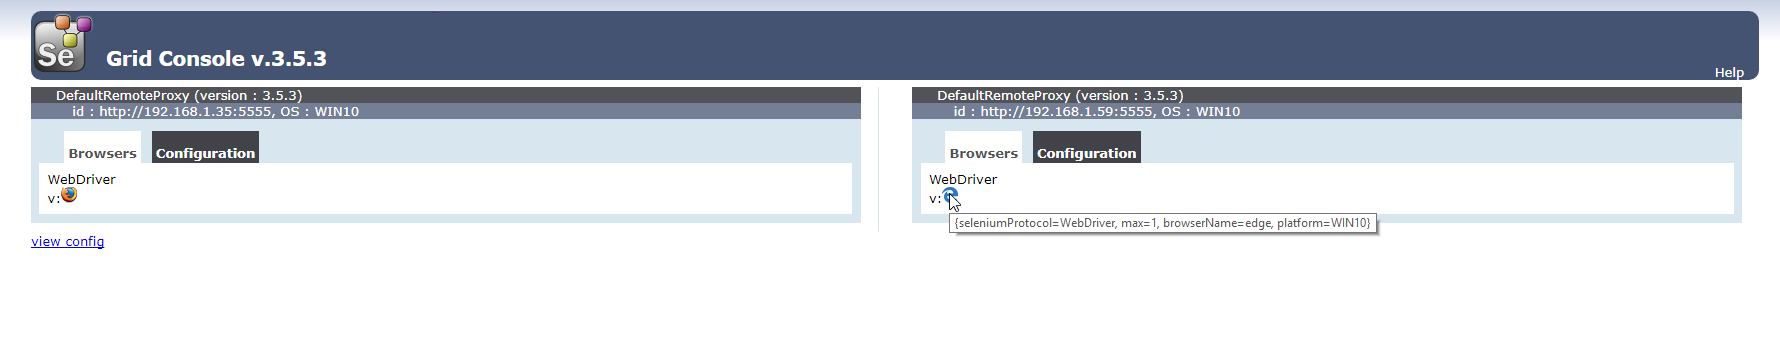 Se
Grid Console v.3.5.3
Help
DefaultRemoteProxy (version : 3.5.3)
id : http://192.168.1.35:5555, OS : WIN10
Browsers
Configuration
WebDriver
v:
view config
DefaultRemoteProxy (version : 3.5.3)
id : http://192.168.1.59:5555, OS : WIN10
Browsers
Configuration
WebDriver
v:
{seleniumProtocol=WebDriver, max=1, browserName=edge, platform=WIN10}